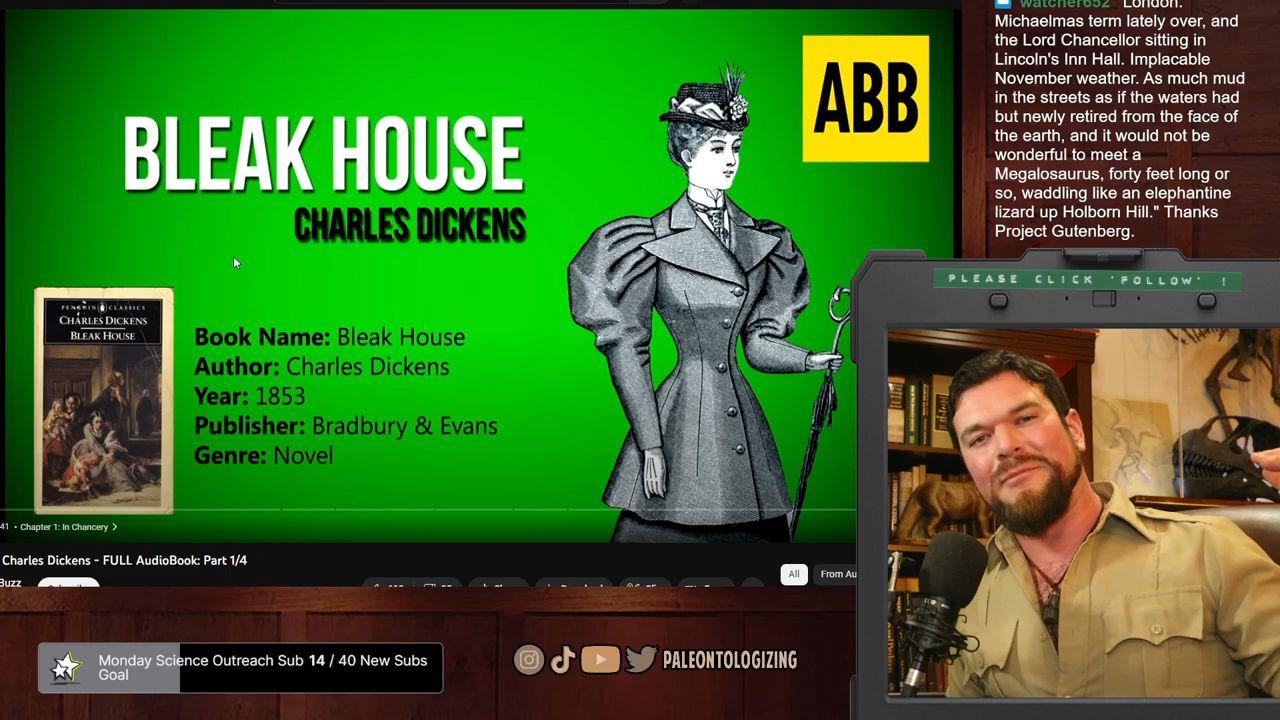 BLEAK HOUSE
CHARLES DICKENS
ABB
PENGUIN CLASSICS
CHARLES DICKENS
BLEAK HOUSE
Book Name: Bleak House
Author: Charles Dickens
Year: 1853
Publisher: Bradbury & Evans
Genre: Novel
41 • Chapter 1: In Chancery >
Charles Dickens - FULL AudioBook: Part 1/4
Buzz
All
From Au
watcher652 "London.
Michaelmas term lately over, and
the Lord Chancellor sitting in
Lincoln's Inn Hall. Implacable
November weather. As much mud
in the streets as if the waters had
but newly retired from the face of
the earth, and it would not be
wonderful to meet a
Megalosaurus, forty feet long or
so, waddling like an elephantine
lizard up Holborn Hill." Thanks
Project Gutenberg.
PLEASE CLICK 'FOLLOW' !
Monday Science Outreach Sub 14 / 40 New Subs
Goal
PALEONTOLOGIZING